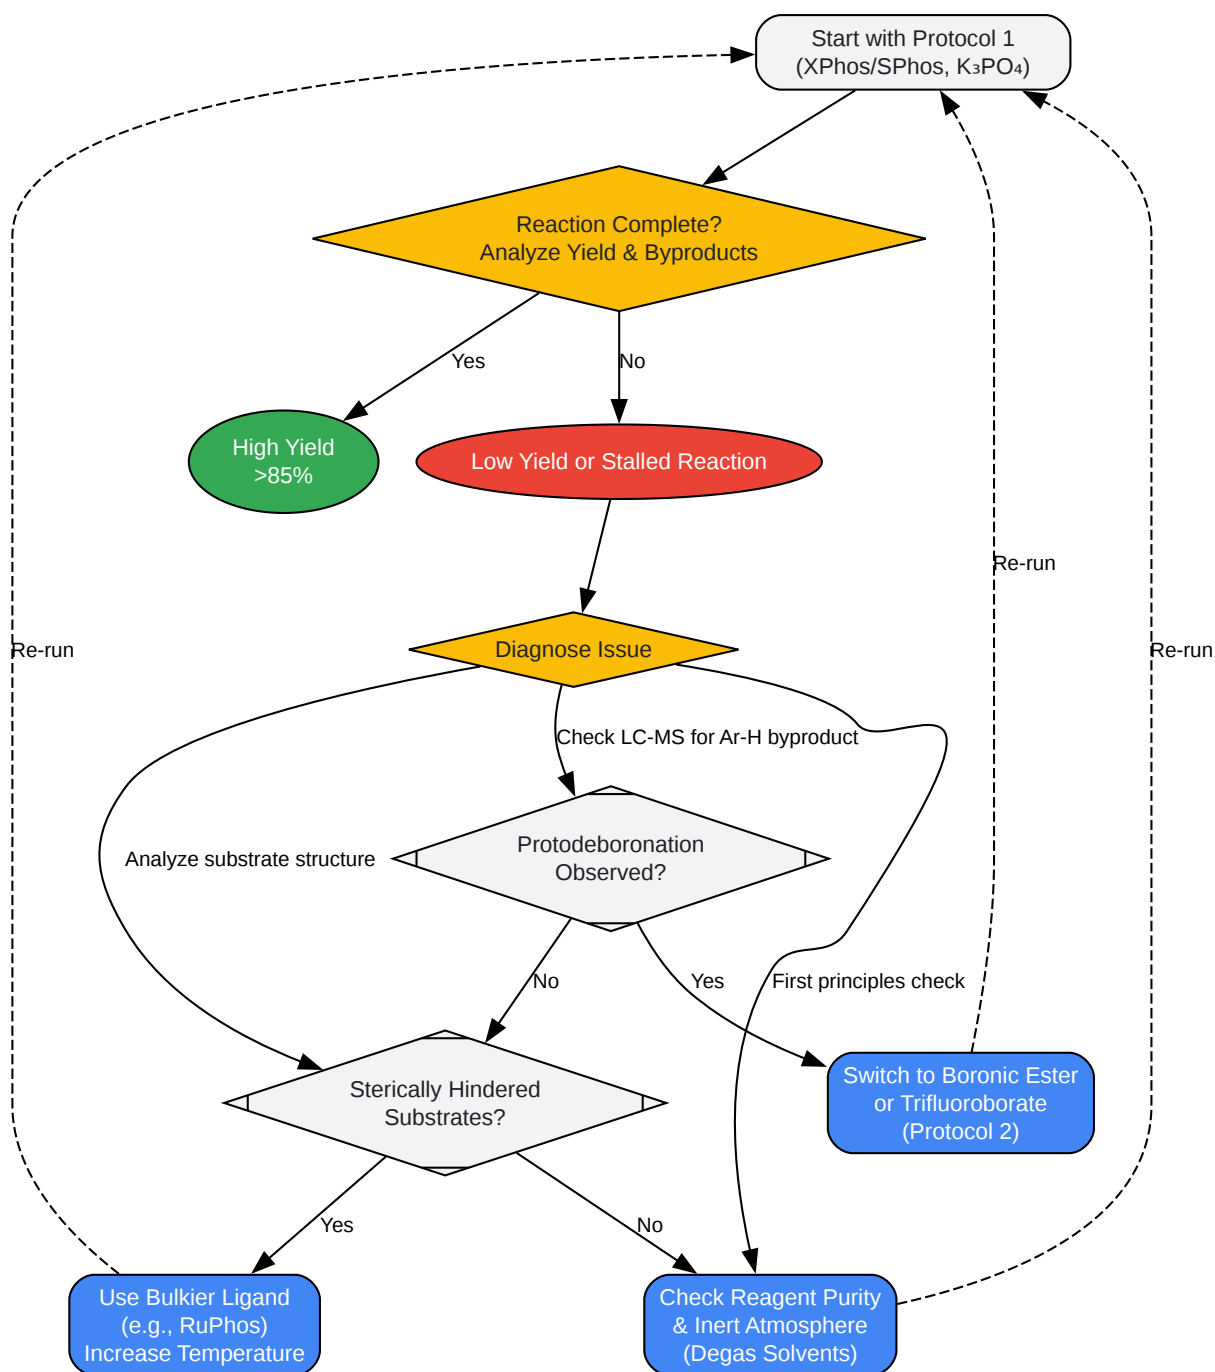 Start with Protocol 1
(XPhos/SPhos, K₃PO₄)
Reaction Complete?
Analyze Yield & Byproducts
Yes
No
High Yield
>85%
Low Yield or Stalled Reaction
Re-run
Re-run
Re-run
Diagnose Issue
Check LC-MS for Ar-H byproduct
Analyze substrate structure
Protodeboronation
Observed?
No
Yes
First principles check
Sterically Hindered
Substrates?
Switch to Boronic Ester
or Trifluoroborate
(Protocol 2)
Yes
No
Use Bulkier Ligand
(e.g., RuPhos)
Increase Temperature
Check Reagent Purity
& Inert Atmosphere
(Degas Solvents)